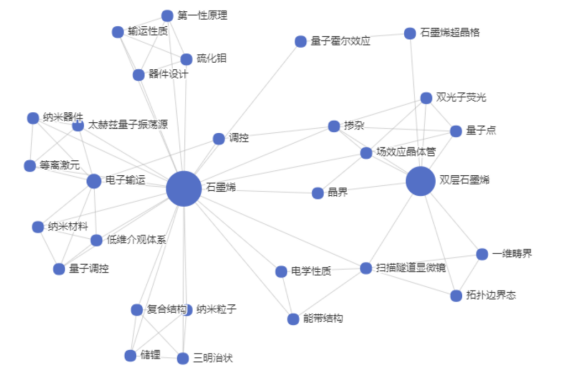 第一性原理
输运性质
石墨烯超晶格
量子霍尔效应
硫化钼
器件设计
双光子荧光
纳米器件
太赫兹量子振荡源
掺杂
量子点
调控
场效应晶体管
等离激元
电子输运
石墨烯
双层石墨烯
晶界
纳米材料
低维介观体系
一维畴界
量子调控
电学性质
扫描隧道显微镜
拓扑边界态
复合结构
纳米粒子
能带结构
储锂
三明治状